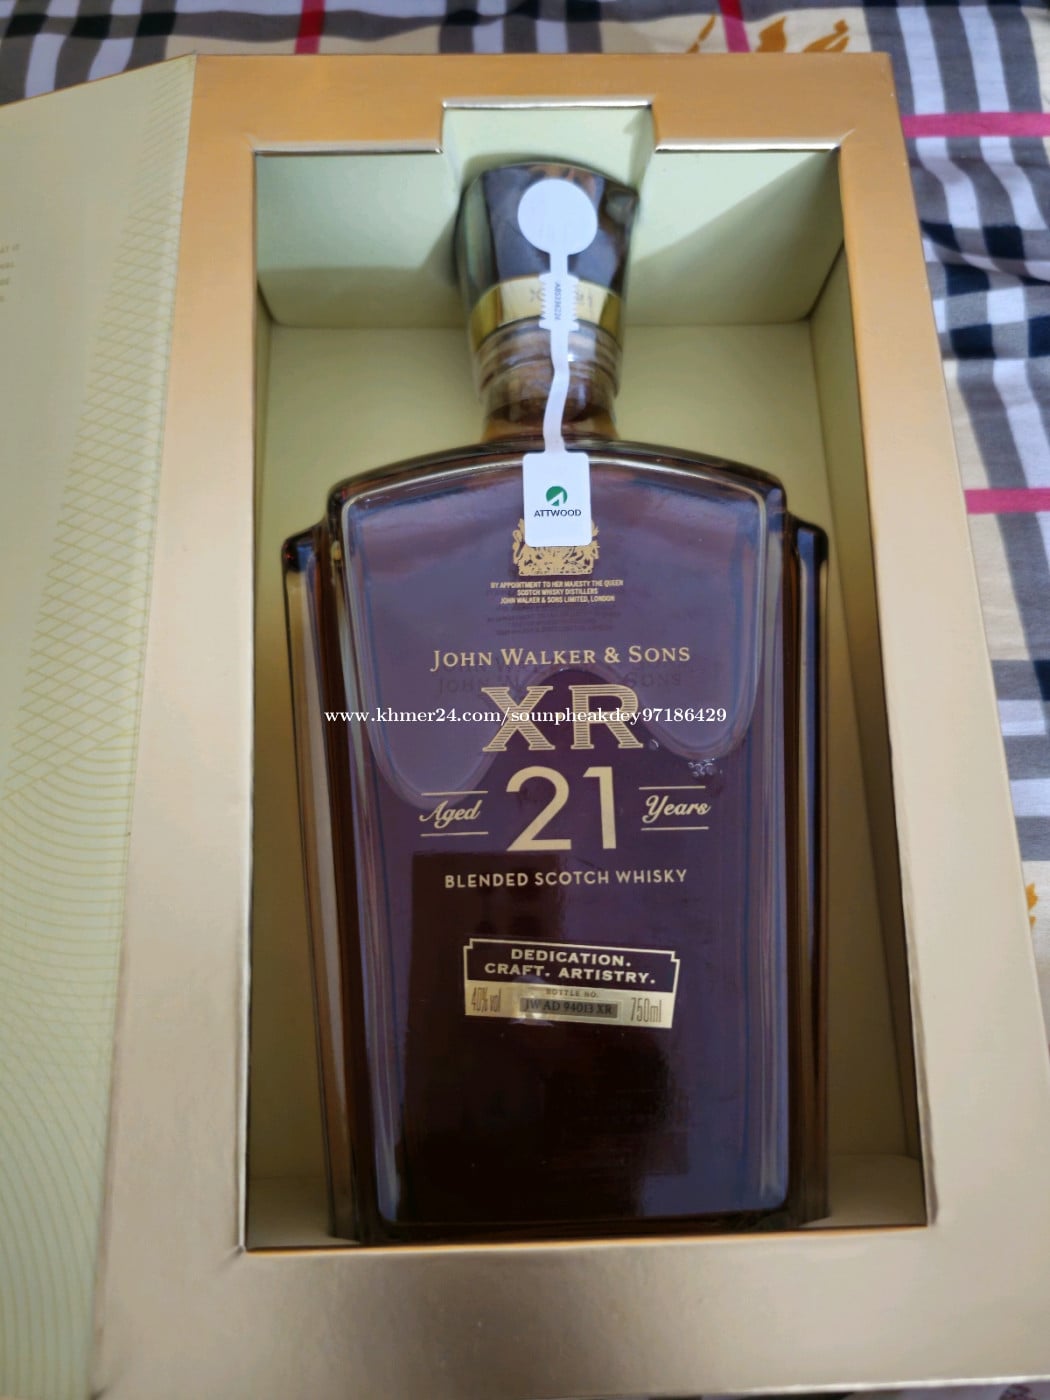 ABS336224
ATTWOOD
BY APPOINTMENT TO HER MAJESTY THE QUEEN
SCOTCH WHISKY DISTILLERS
JOHN WALKER & SONS LIMITED, LONDON
JOHN WALKER & SONS
XR
www.khmer24.com/sounpheakdey97186429
Aged 21 Years
BLENDED SCOTCH WHISKY
DEDICATION.
CRAFT. ARTISTRY.
BOTTLE NO.
40% vol JWAD 94013 XR 750ml